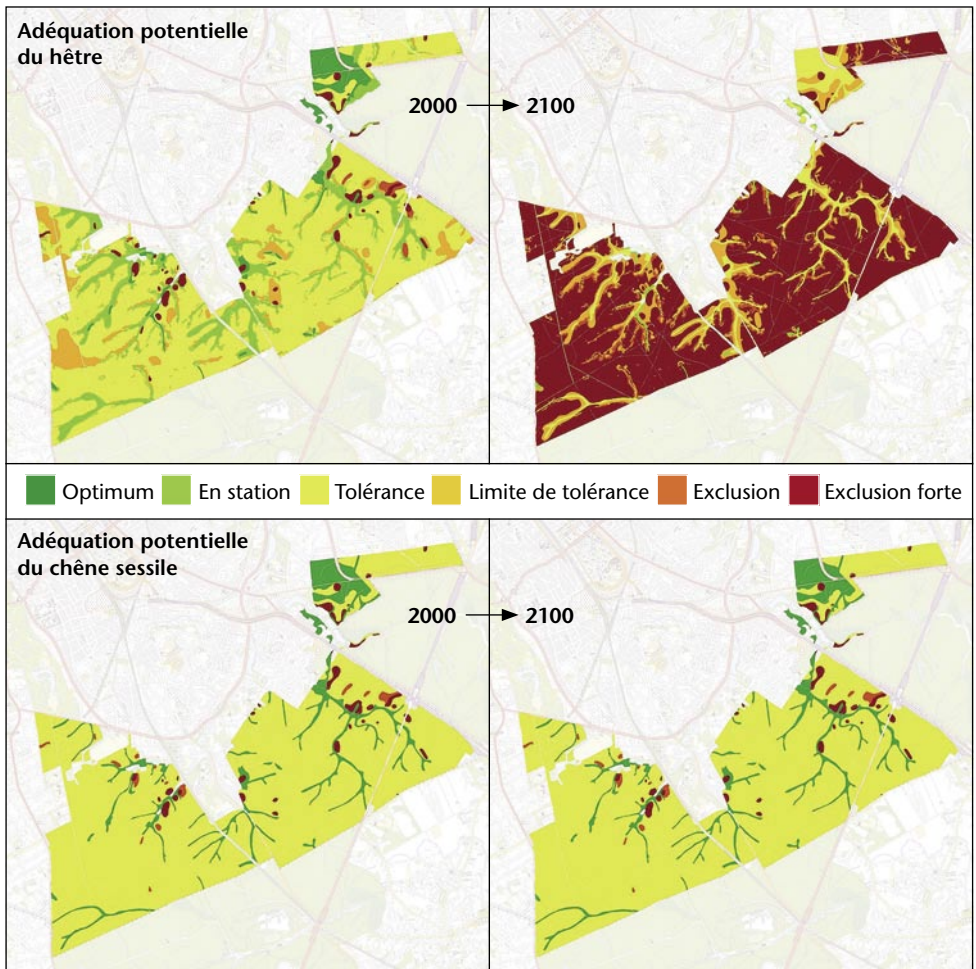 Adéquation potentielle
du hêtre
2000 → 2100
Optimum En station Tolérance Limite de tolérance Exclusion Exclusion forte
Adéquation potentielle
du chêne sessile
2000 → 2100